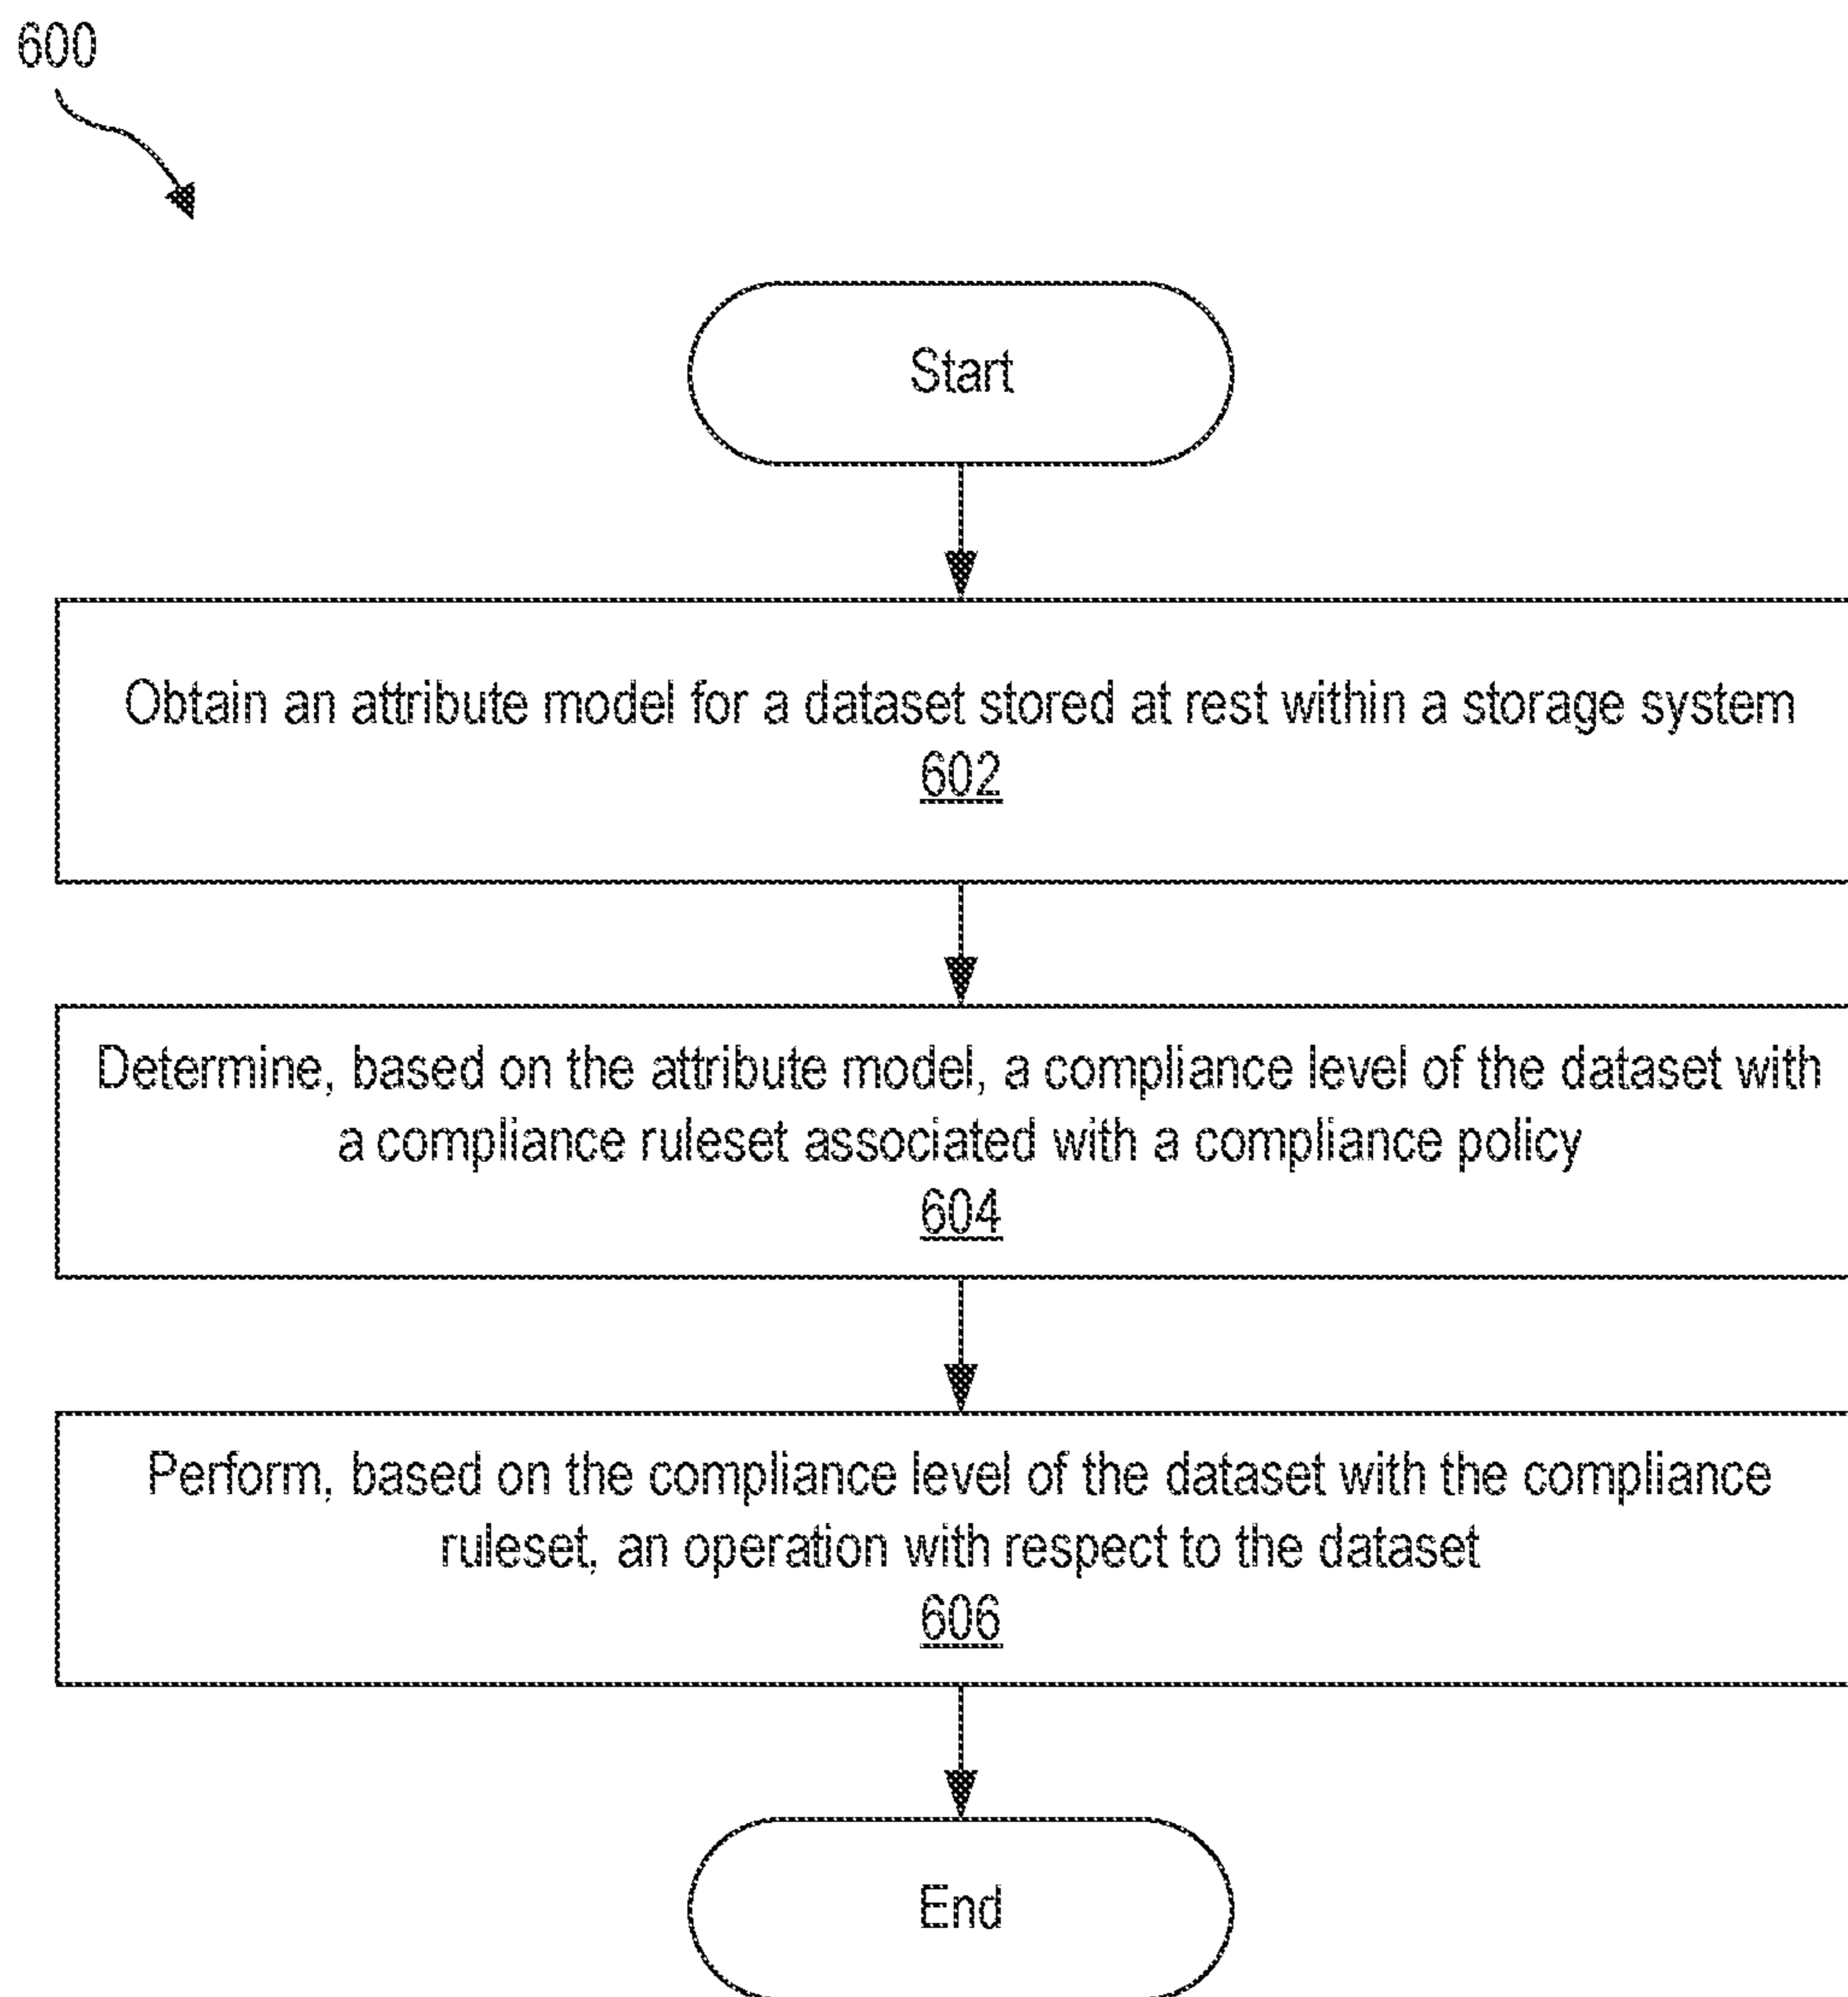 600
Start
Obtain an attribute model for a dataset stored at rest within a storage system
602
Determine, based on the attribute model, a compliance level of the dataset with
a compliance ruleset associated with a compliance policy
604
Perform, based on the compliance level of the dataset with the compliance
ruleset, an operation with respect to the dataset
606
End